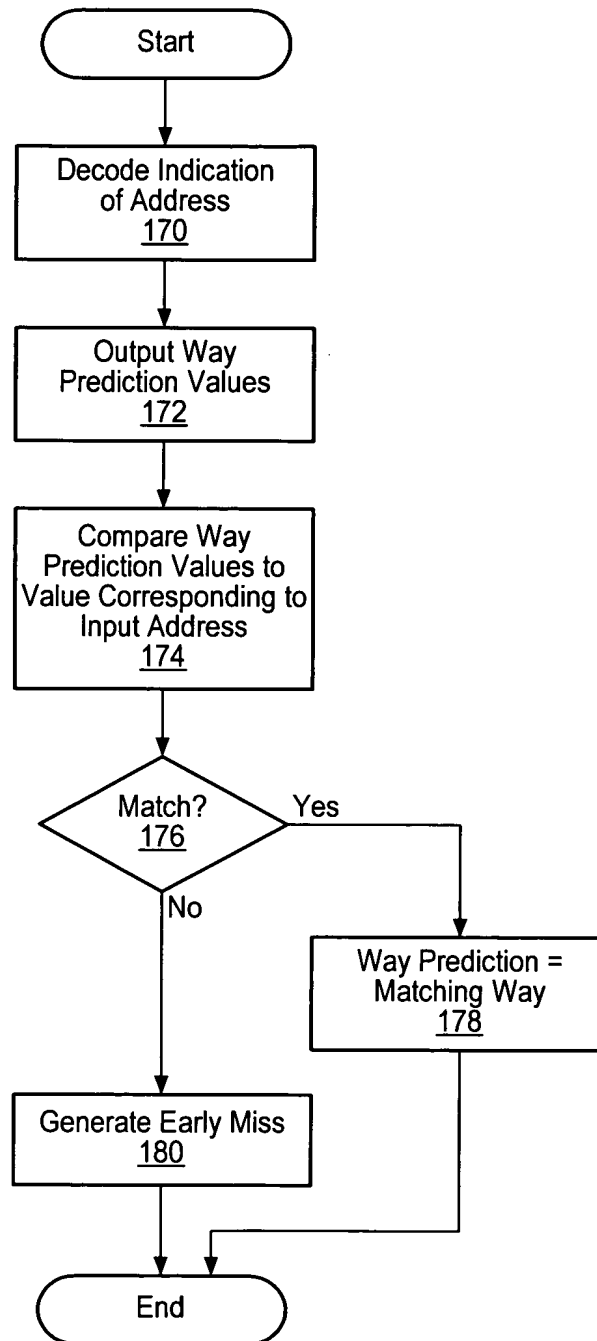 Start
Decode Indication
of Address
170
Output Way
Prediction Values
172
Compare Way
Prediction Values to
Value Corresponding to
Input Address
174
Match?
176
Yes
No
Way Prediction =
Matching Way
178
Generate Early Miss
180
End